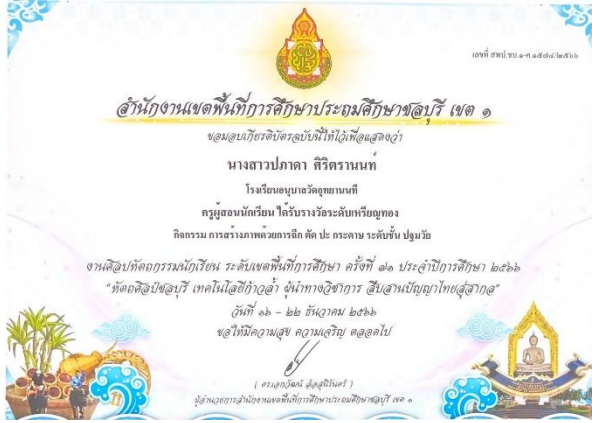 เลขที่ สพป.ชบ.๑-ศ.๑๕๗๔/๒๕๖๖
สำนักงานเขตพื้นที่การศึกษาประถมศึกษาชลบุรี เขต ๑
ขอมอบเกียรติบัตรฉบับนี้ให้ไว้เพื่อแสดงว่า
นางสาวปภาดา ศิริตรานนท์
โรงเรียนอนุบาลวัดอุทยานนที
ครูผู้สอนนักเรียน ได้รับรางวัลระดับเหรียญทอง
กิจกรรม การสร้างภาพด้วยการฉีก ตัด ปะ กระดาษ ระดับชั้น ปฐมวัย
งานศิลปหัตถกรรมนักเรียน ระดับเขตพื้นที่การศึกษา ครั้งที่ ๗๑ ประจำปีการศึกษา ๒๕๖๖
"หัตถศิลป์ชลบุรี เทคโนโลยีก้าวล้ำ ผู้นำทางวิชาการ สืบสานปัญญาไทยสู่สากล"
วันที่ ๑๖ - ๒๒ ธันวาคม ๒๕๖๖
ขอให้มีความสุข ความเจริญ ตลอดไป
ผู้อำนวยการสำนักงานเขตพื้นที่การศึกษาประถมศึกษาชลบุรี เขต ๑